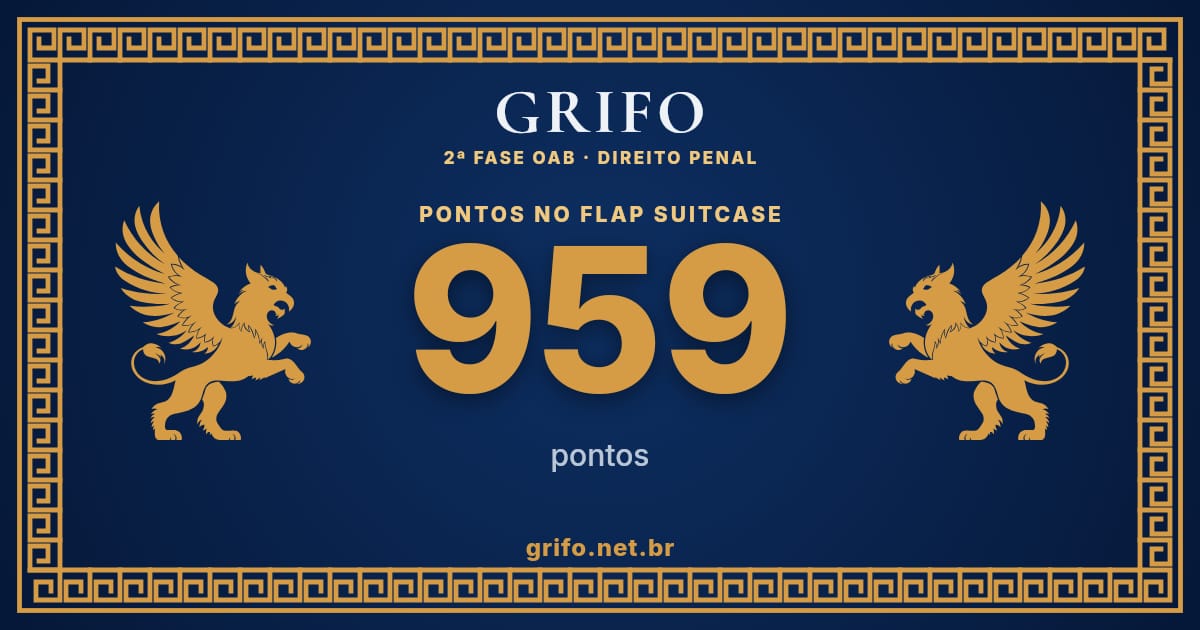 GRIFO
2ª FASE OAB · DIREITO PENAL
PONTOS NO FLAP SUITCASE
959
pontos
grifo.net.br